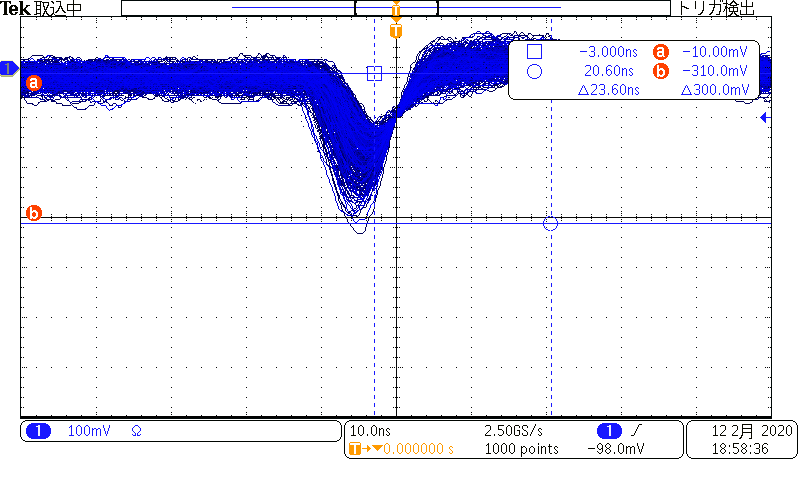 Tek 取込中 トリガ検出
T
T
1
a
b
-3.000ns a -10.00mV
20.60ns b -310.0mV
Δ23.60ns Δ300.0mV
1 100mV Ω
10.0ns 2.50GS/s 1
T→▼0.000000 s 1000 points -98.0mV
12 2月 2020
18:58:36